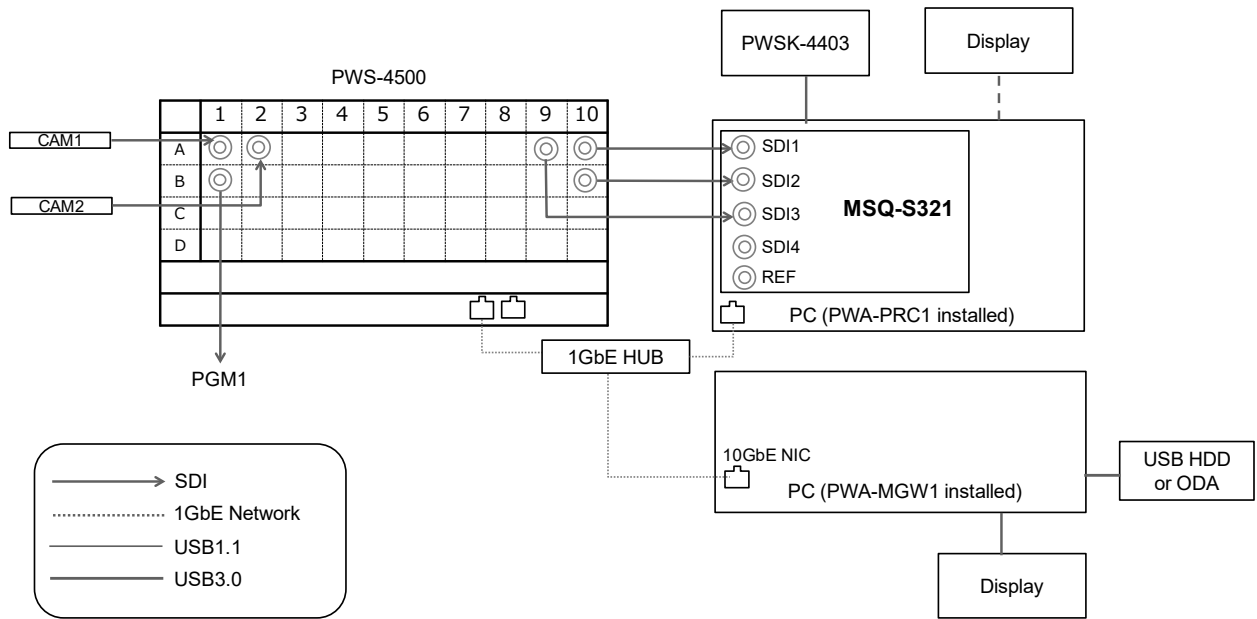 PWSK-4403
Display
PWS-4500
1 2 3 4 5 6 7 8 9 10
CAM1
A
B
CAM2
C
D
SDI1
SDI2
SDI3
MSQ-S321
SDI4
REF
PC (PWA-PRC1 installed)
1GbE HUB
PGM1
10GbE NIC
PC (PWA-MGW1 installed)
USB HDD
or ODA
SDI
1GbE Network
USB1.1
USB3.0
Display